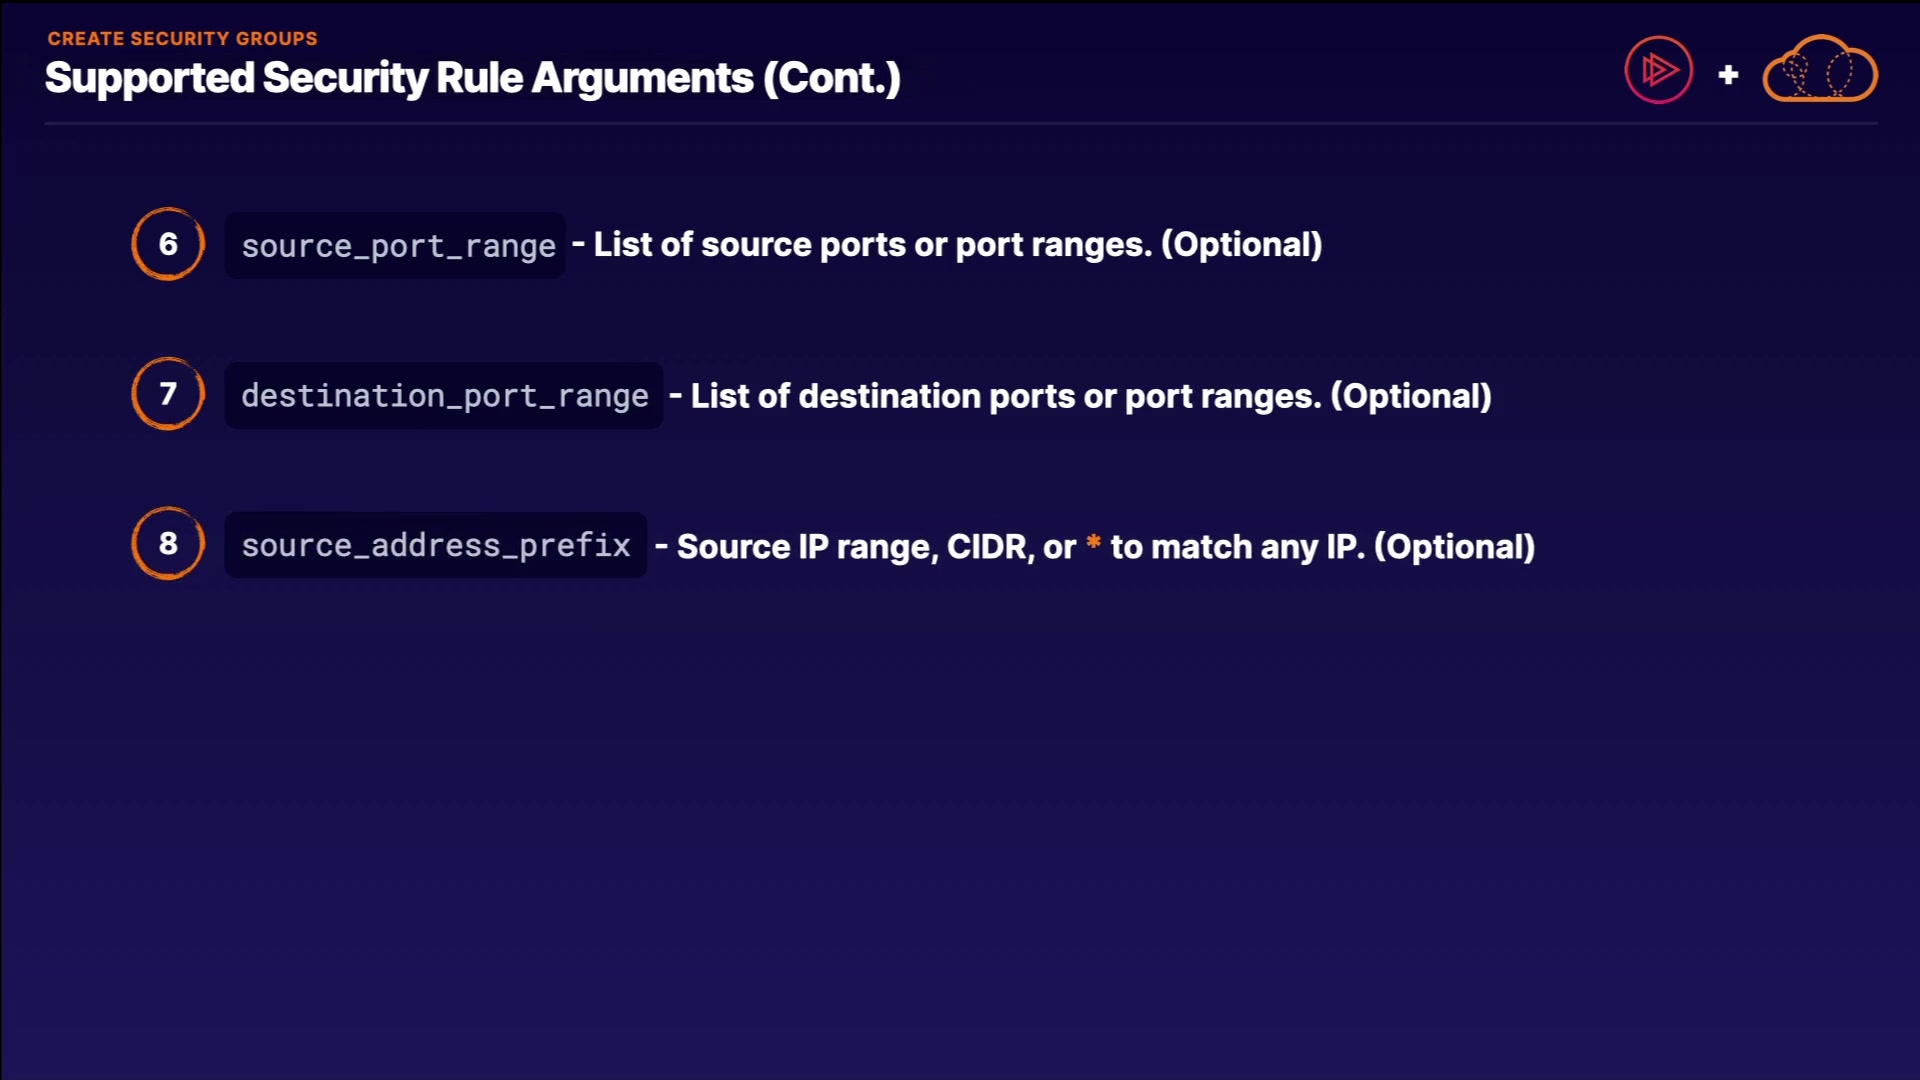 CREATE SECURITY GROUPS
Supported Security Rule Arguments (Cont.)
6 source_port_range - List of source ports or port ranges. (Optional)
7 destination_port_range - List of destination ports or port ranges. (Optional)
8 source_address_prefix - Source IP range, CIDR, or * to match any IP. (Optional)